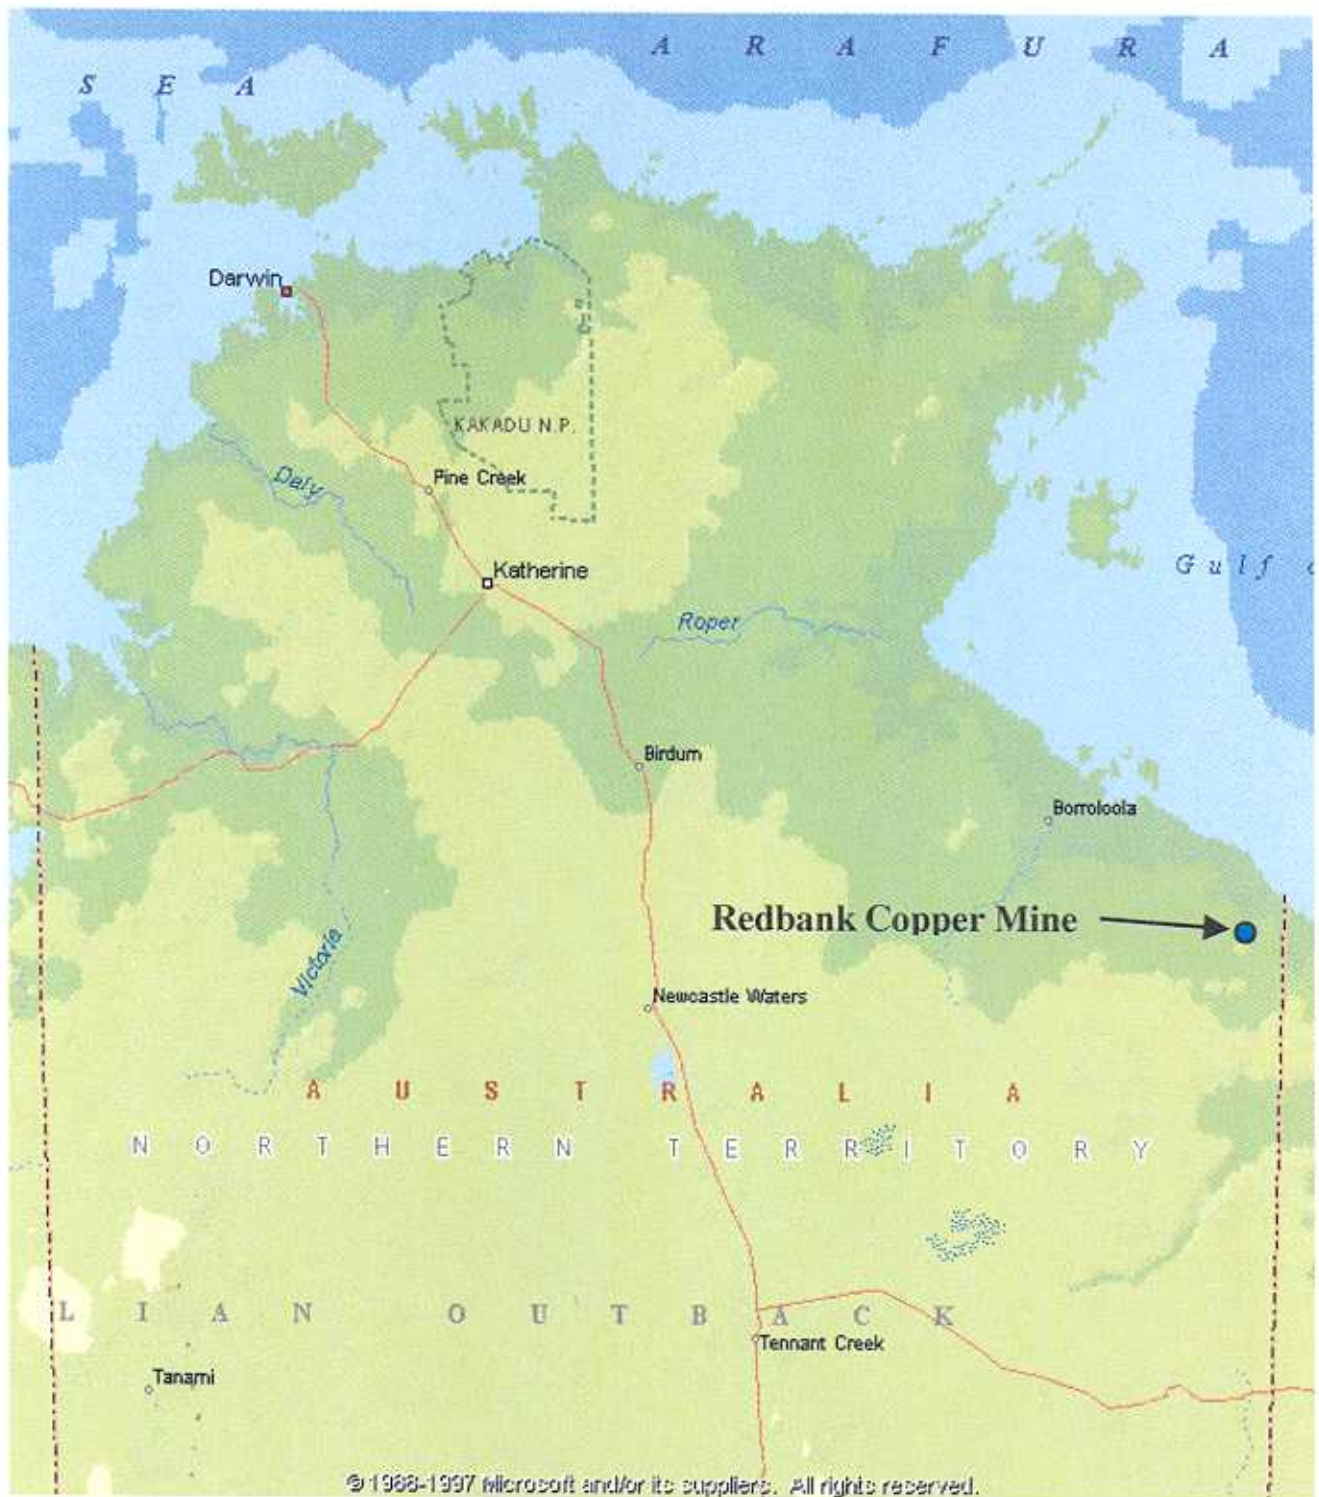 A R A F U R A
S E A
Darwin
KAKADU N.P.
Daly
Pine Creek
Katherine
Gulf
Roper
Birdum
Borroloola
Redbank Copper Mine
Victoria
Newcastle Waters
A U S T R A L I A
N O R T H E R N T E R R I T O R Y
L I A N O U T B A C K
Tennant Creek
Tanami
© 1988-1997 Microsoft and/or its suppliers. All rights reserved.